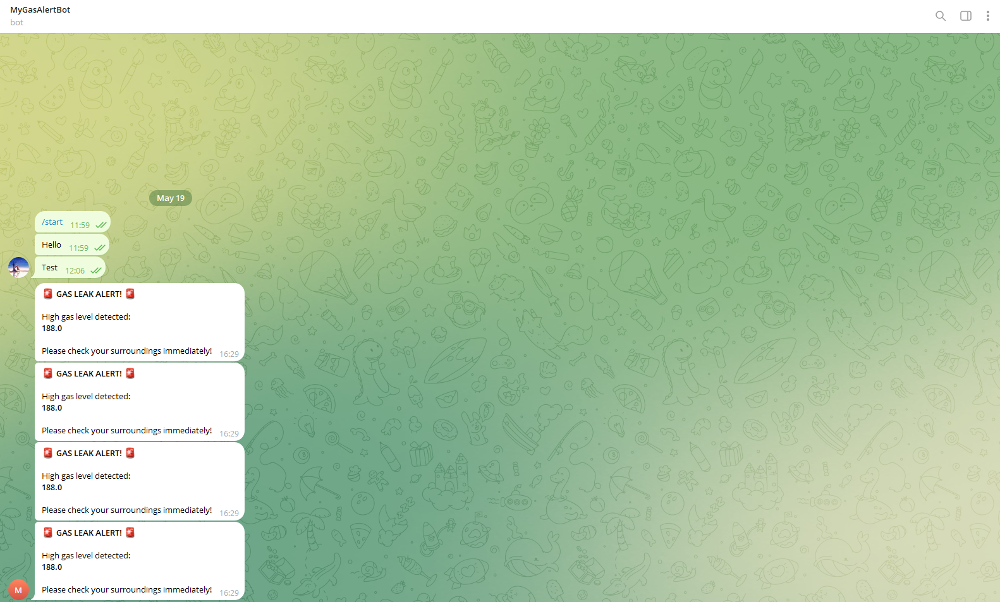 MyGasAlertBot
bot
May 19
/start 11:59
Hello 11:59
Test 12:06
🚨 GAS LEAK ALERT! 🚨
High gas level detected:
188.0
Please check your surroundings immediately! 16:29
🚨 GAS LEAK ALERT! 🚨
High gas level detected:
188.0
Please check your surroundings immediately! 16:29
🚨 GAS LEAK ALERT! 🚨
High gas level detected:
188.0
Please check your surroundings immediately! 16:29
🚨 GAS LEAK ALERT! 🚨
High gas level detected:
188.0
M
Please check your surroundings immediately! 16:29